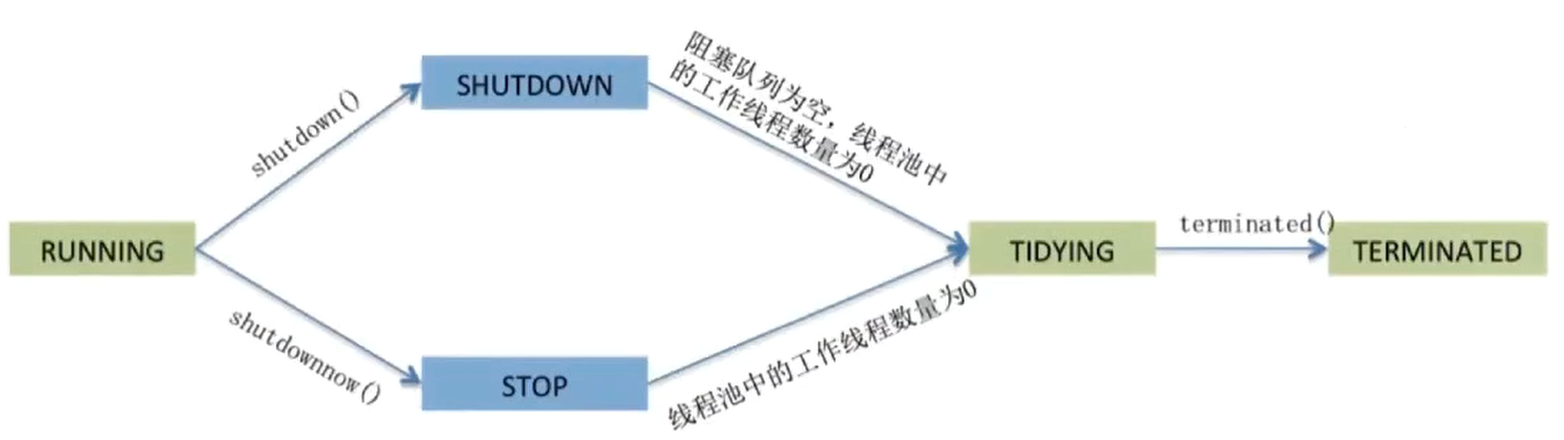 RUNNING
shutdown()
SHUTDOWN
阻塞队列为空，线程池中
的工作线程数量为0
shutdownnow()
STOP
线程池中的工作线程数量为0
TIDYING
terminated()
TERMINATED